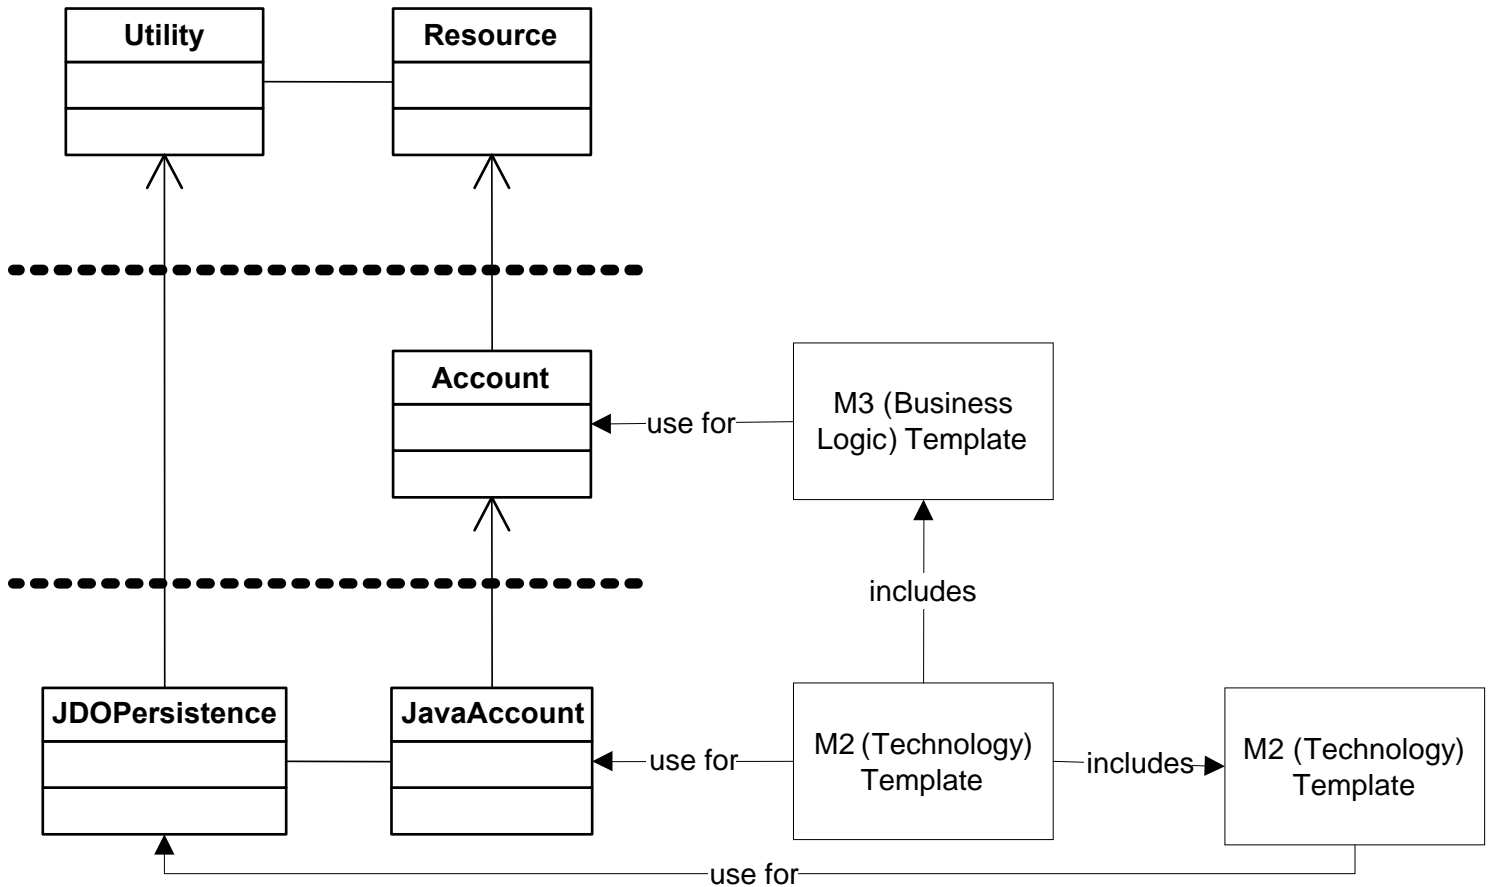 Utility
Resource
Account
use for
M3 (Business
Logic) Template
includes
JDOPersistence
JavaAccount
use for
M2 (Technology)
Template
includes
M2 (Technology)
Template
use for